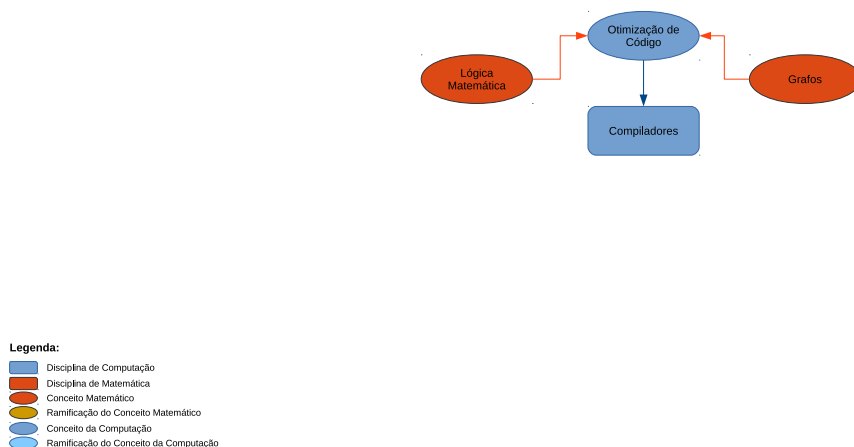 Otimização de
Código
Lógica
Matemática
Grafos
Compiladores
Legenda:
Disciplina de Computação
Disciplina de Matemática
Conceito Matemático
Ramificação do Conceito Matemático
Conceito da Computação
Ramificação do Conceito da Computação